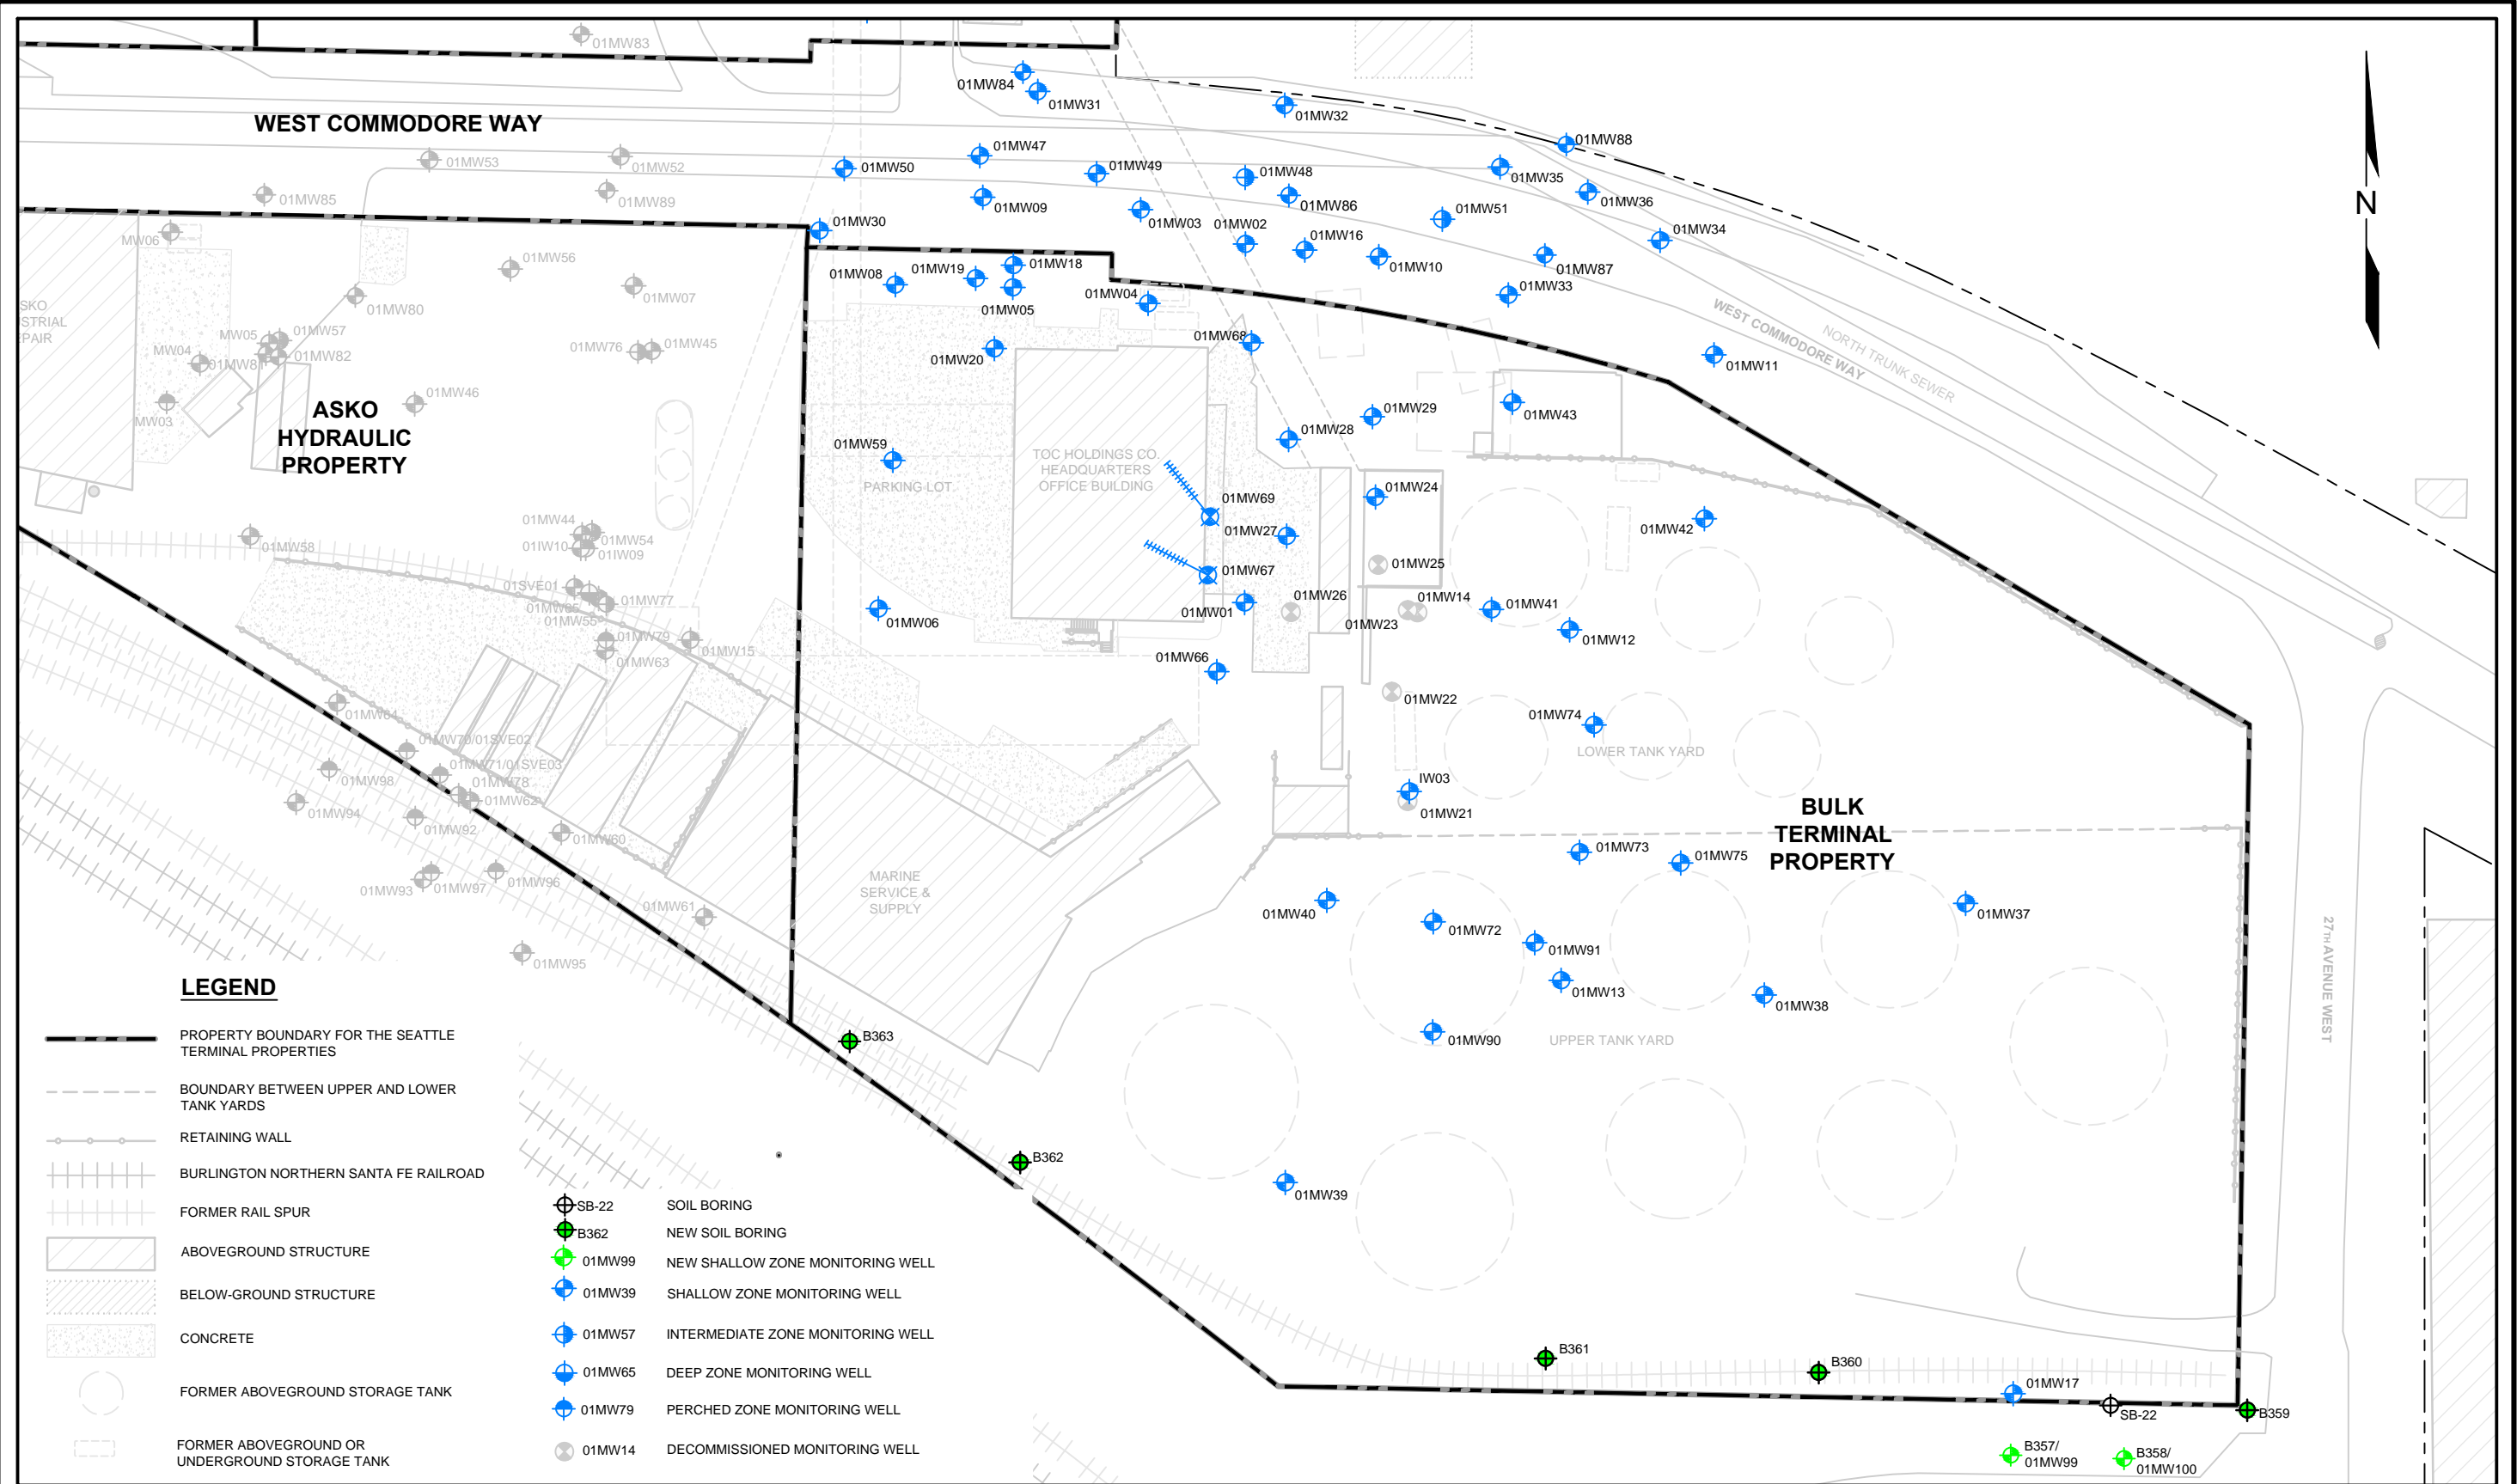 01MW83
01MW84
01MW31
01MW32
WEST COMMODORE WAY
01MW88
01MW53
01MW52
01MW47
01MW50
01MW49
01MW48
01MW35
01MW85
01MW89
01MW09
01MW03
01MW86
01MW36
01MW51
01MW30
01MW02
01MW16
01MW34
MW06
01MW10
01MW87
01MW56
01MW08
01MW19
01MW18
01MW07
01MW80
01MW05
01MW04
01MW33
WEST COMMODORE WAY
NORTH TRUNK SEWER
N
SKO
STRIAL
PAIR
MW05
01MW57
MW04
01MW82
01MW81
01MW76
01MW45
01MW20
01MW68
01MW11
MW03
01MW46
ASKO
HYDRAULIC
PROPERTY
01MW29
01MW43
01MW28
01MW59
PARKING LOT
TOC HOLDINGS CO.
HEADQUARTERS
OFFICE BUILDING
01MW24
01MW69
01MW27
01MW42
01MW44
01MW54
01IW10
01IW09
01MW58
01MW67
01MW25
01SVE01
01MW77
01MW55
01MW79
01MW63
01MW15
01MW06
01MW01
01MW26
01MW14
01MW23
01MW41
01MW12
01MW66
01MW22
01MW64
01MW74
LOWER TANK YARD
01MW70/01SVE02
01MW71/01SVE03
01MW78
01MW62
01MW98
01MW94
01MW92
01MW60
IW03
01MW21
BULK
TERMINAL
PROPERTY
01MW73
01MW75
01MW93
01MW97
01MW96
01MW61
01MW95
MARINE
SERVICE &
SUPPLY
01MW40
01MW72
01MW91
01MW37
01MW13
01MW38
01MW90
UPPER TANK YARD
27TH AVENUE WEST
B363
B362
01MW39
B361
B360
01MW17
SB-22
B359
B357/
01MW99
B358/
01MW100
LEGEND
PROPERTY BOUNDARY FOR THE SEATTLE
TERMINAL PROPERTIES
BOUNDARY BETWEEN UPPER AND LOWER
TANK YARDS
RETAINING WALL
BURLINGTON NORTHERN SANTA FE RAILROAD
FORMER RAIL SPUR
ABOVEGROUND STRUCTURE
BELOW-GROUND STRUCTURE
CONCRETE
FORMER ABOVEGROUND STORAGE TANK
FORMER ABOVEGROUND OR
UNDERGROUND STORAGE TANK
SB-22 SOIL BORING
B362 NEW SOIL BORING
01MW99 NEW SHALLOW ZONE MONITORING WELL
01MW39 SHALLOW ZONE MONITORING WELL
01MW57 INTERMEDIATE ZONE MONITORING WELL
01MW65 DEEP ZONE MONITORING WELL
01MW79 PERCHED ZONE MONITORING WELL
01MW14 DECOMMISSIONED MONITORING WELL